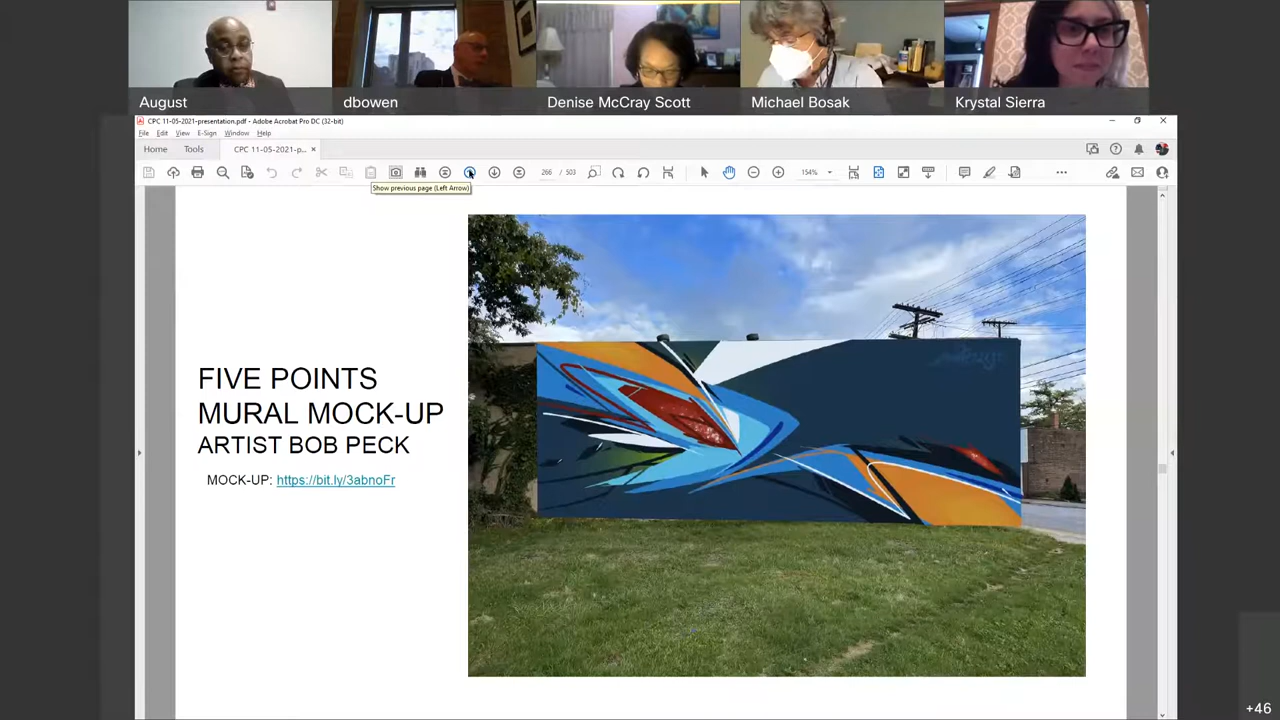 August
dbowen
Denise McCray Scott
Michael Bosak
Krystal Sierra
CPC 11-05-2021-presentation.pdf - Adobe Acrobat Pro DC (32-bit)
File Edit View E-Sign Window Help
Home Tools CPC 11-05-2021-p... ×
266 / 503 154%
Show previous page (Left Arrow)
FIVE POINTS
MURAL MOCK-UP
ARTIST BOB PECK
MOCK-UP: https://bit.ly/3abnoFr
+46